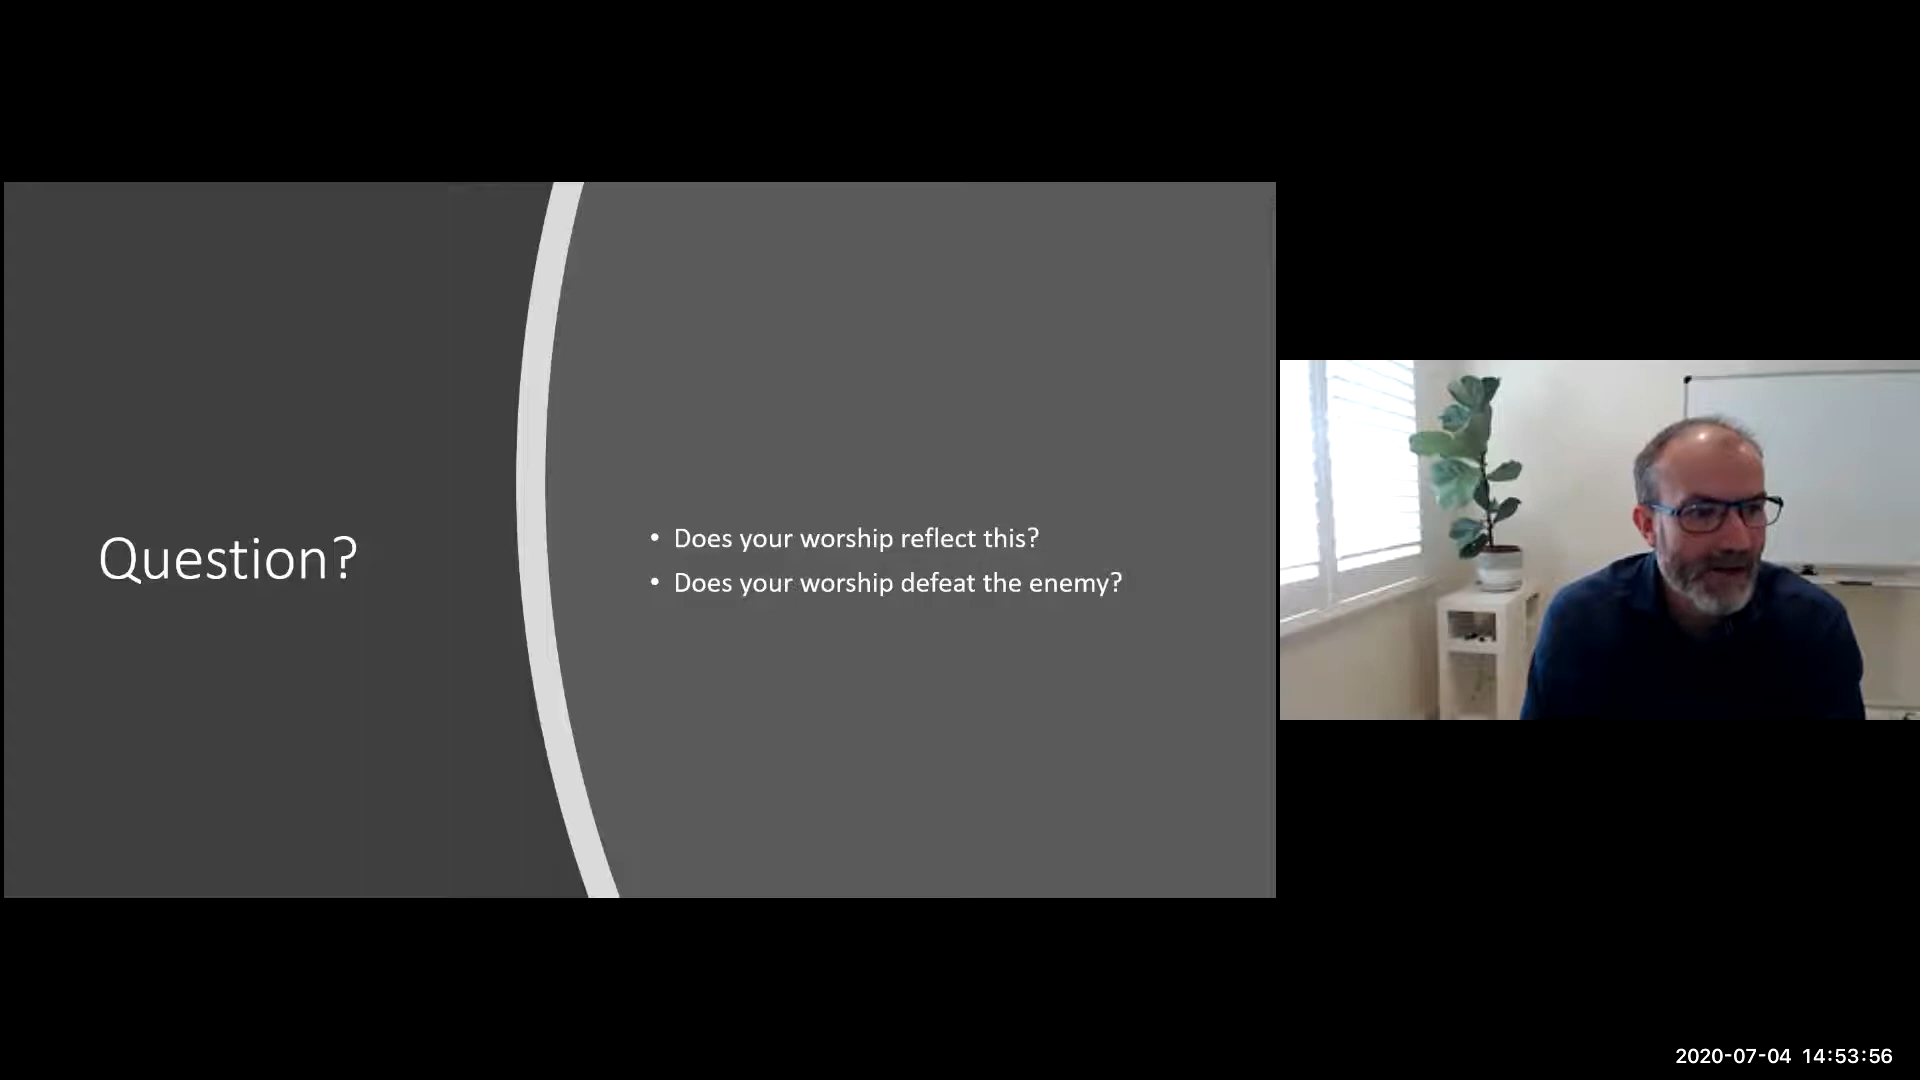 Question?
• Does your worship reflect this?
• Does your worship defeat the enemy?
2020-07-04 14:53:56